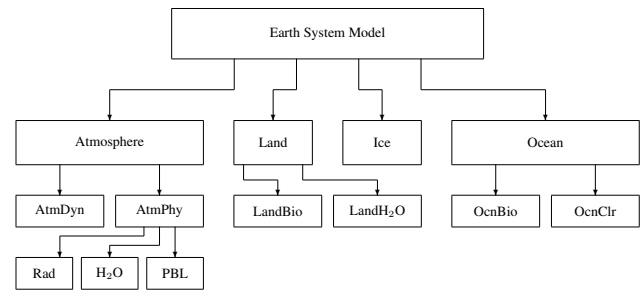 Earth System Model
Atmosphere
Land
Ice
Ocean
AtmDyn
AtmPhy
LandBio
LandH₂O
OcnBio
OcnClr
Rad
H₂O
PBL